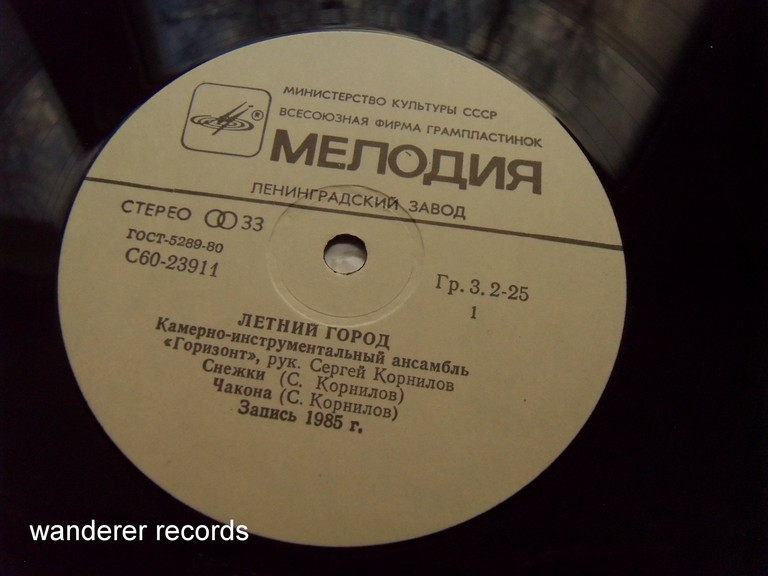 МИНИСТЕРСТВО КУЛЬТУРЫ СССР
ВСЕСОЮЗНАЯ ФИРМА ГРАМПЛАСТИНОК
®
МЕЛОДИЯ
ЛЕНИНГРАДСКИЙ ЗАВОД
СТЕРЕО 33
ГОСТ-5289-80
С60-23911
Гр. 3. 2-25
1
ЛЕТНИЙ ГОРОД
Камерно-инструментальный ансамбль
«Горизонт», рук. Сергей Корнилов
Снежки (С. Корнилов)
Чакона (С. Корнилов)
Запись 1985 г.
wanderer records